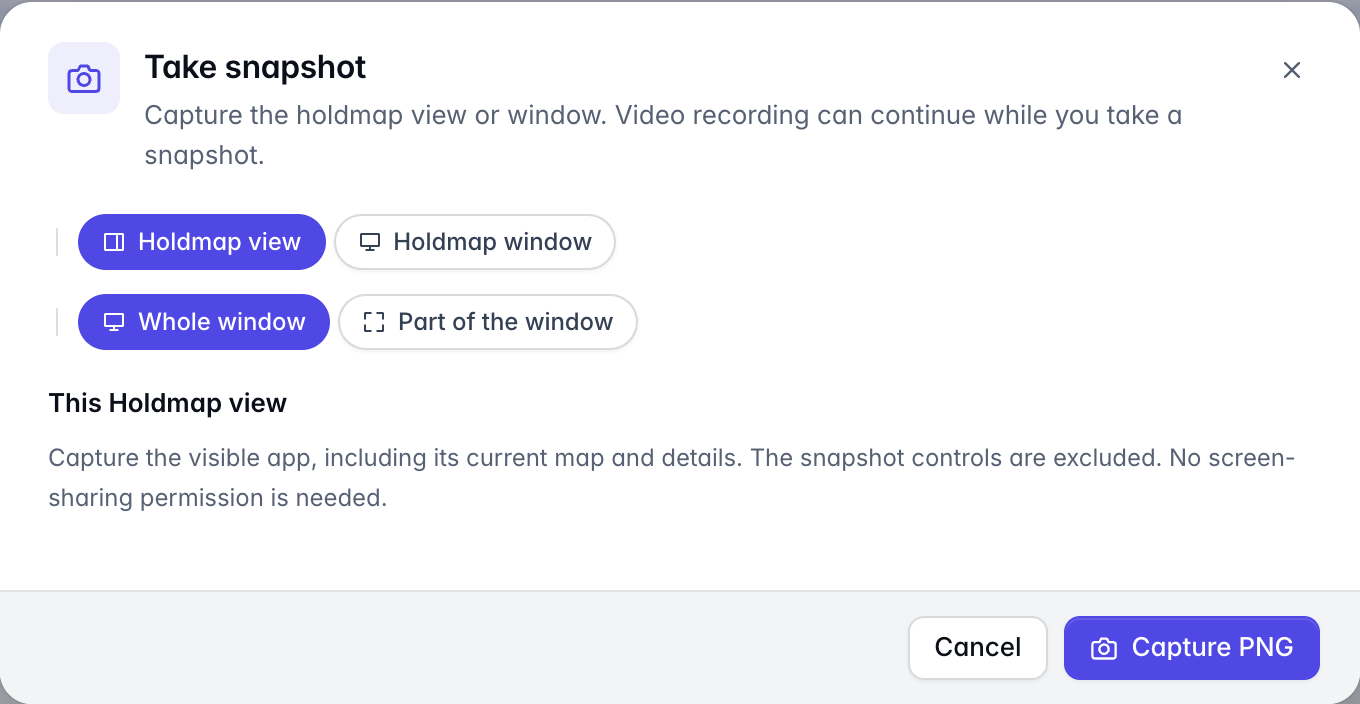 Take snapshot
Capture the holdmap view or window. Video recording can continue while you take a
snapshot.
Holdmap view
Holdmap window
Whole window
Part of the window
This Holdmap view
Capture the visible app, including its current map and details. The snapshot controls are excluded. No screen-
sharing permission is needed.
Cancel
Capture PNG